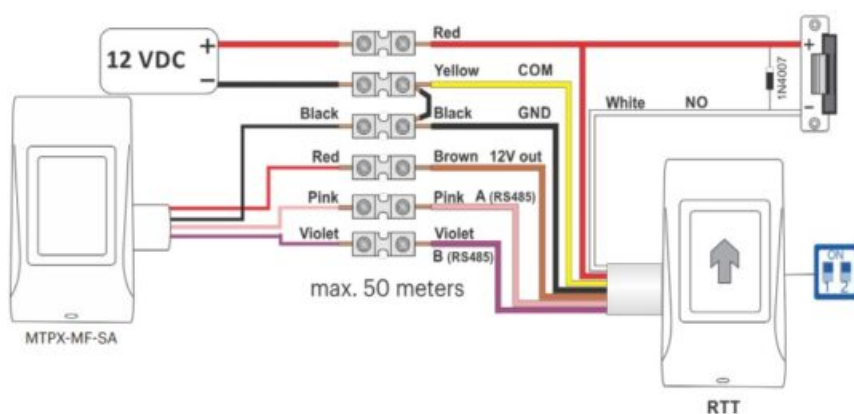 12 VDC
+
−
Red
Yellow COM
Black
Black GND
Red
Brown 12V out
Pink
Pink A (RS485)
Violet
Violet
B (RS485)
max. 50 meters
White NO
1N4007
+
−
ON
1 2
MTPX-MF-SA
RTT